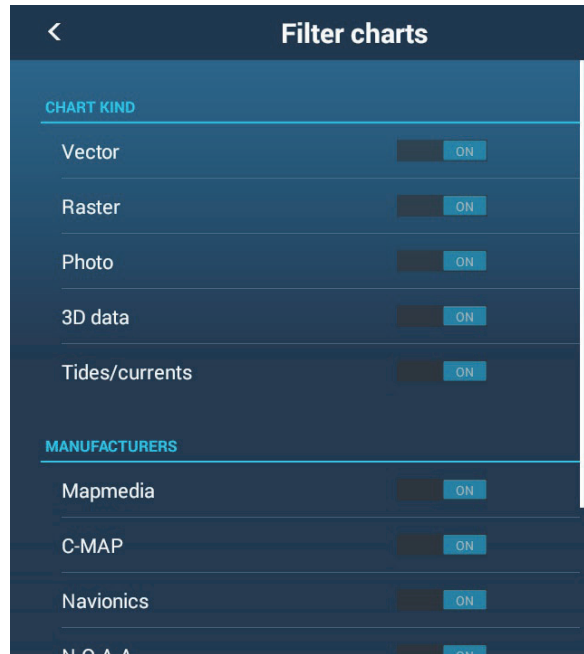 Filter charts
CHART KIND
Vector ON
Raster ON
Photo ON
3D data ON
Tides/currents ON
MANUFACTURERS
Mapmedia ON
C-MAP ON
Navionics ON
N.O.A.A. ON